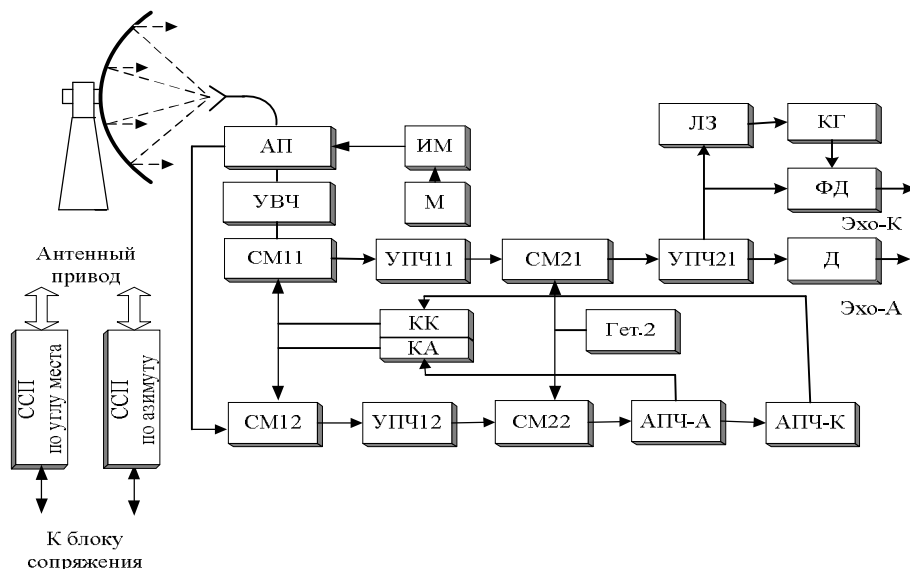 ЛЗ
КГ
АП
ИМ
ФД
УВЧ
М
Эхо-К
Антенный
привод
СМ11
УПЧ11
СМ21
УПЧ21
Д
Эхо-А
КК
КА
Гет.2
ССП
по углу места
ССП
по азимуту
СМ12
УПЧ12
СМ22
АПЧ-А
АПЧ-К
К блоку
сопряжения